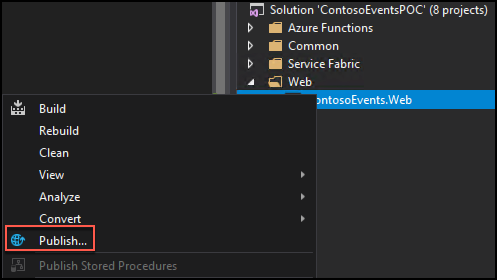 Solution 'ContosoEventsPOC' (8 projects)
Azure Functions
Common
Service Fabric
Web
ontosoEvents.Web
Build
Rebuild
Clean
View
Analyze
Convert
Publish...
Publish Stored Procedures